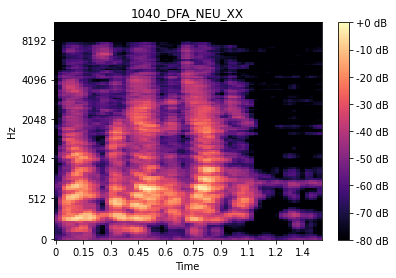 1040_DFA_NEU_XX
+0 dB
8192
-10 dB
4096
-20 dB
-30 dB
2048
Hz
-40 dB
1024
-50 dB
512
-60 dB
-70 dB
0
-80 dB
0 0.15 0.3 0.45 0.6 0.75 0.9 1.1 1.2 1.4
Time